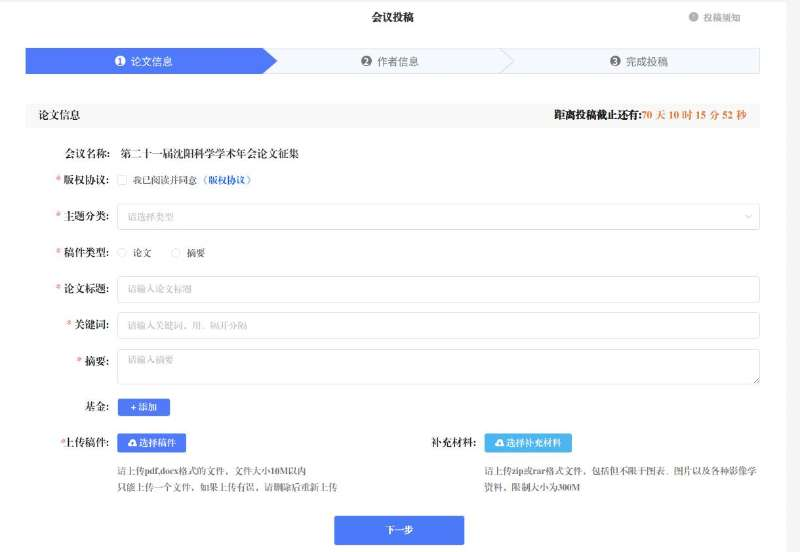 会议投稿
投稿须知
1 论文信息
2 作者信息
3 完成投稿
论文信息
距离投稿截止还有:70 天 10 时 15 分 52 秒
会议名称: 第二十一届沈阳科学学术年会论文征集
*版权协议: 我已阅读并同意（版权协议）
*主题分类: 请选择类型
*稿件类型: 论文 摘要
*论文标题: 请输入论文标题
*关键词: 请输入关键词，用、隔开分隔
*摘要: 请输入摘要
基金: +添加
*上传稿件: 选择稿件
补充材料: 选择补充材料
请上传pdf,docx格式的文件，文件大小10M以内
只能上传一个文件，如果上传有误，请删除后重新上传
请上传zip或rar格式文件，包括但不限于图表、图片以及各种影像学
资料，限制大小为300M
下一步